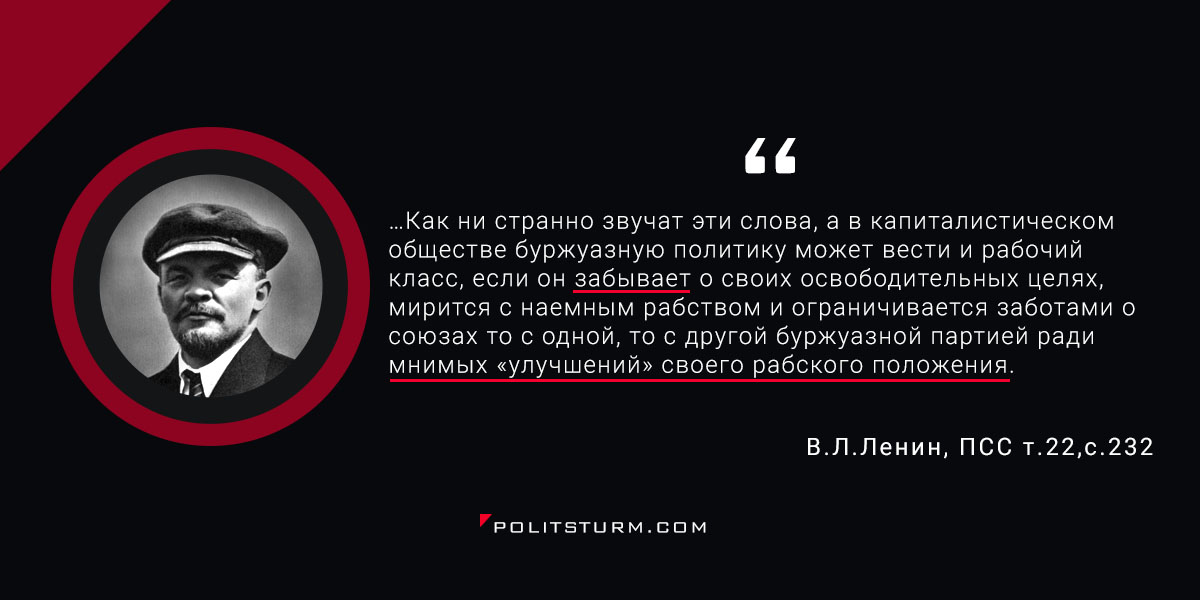 “
…Как ни странно звучат эти слова, а в капиталистическом
обществе буржуазную политику может вести и рабочий
класс, если он забывает о своих освободительных целях,
мирится с наемным рабством и ограничивается заботами о
союзах то с одной, то с другой буржуазной партией ради
мнимых «улучшений» своего рабского положения.
В.Л.Ленин, ПСС т.22,с.232
POLITSTURM.COM